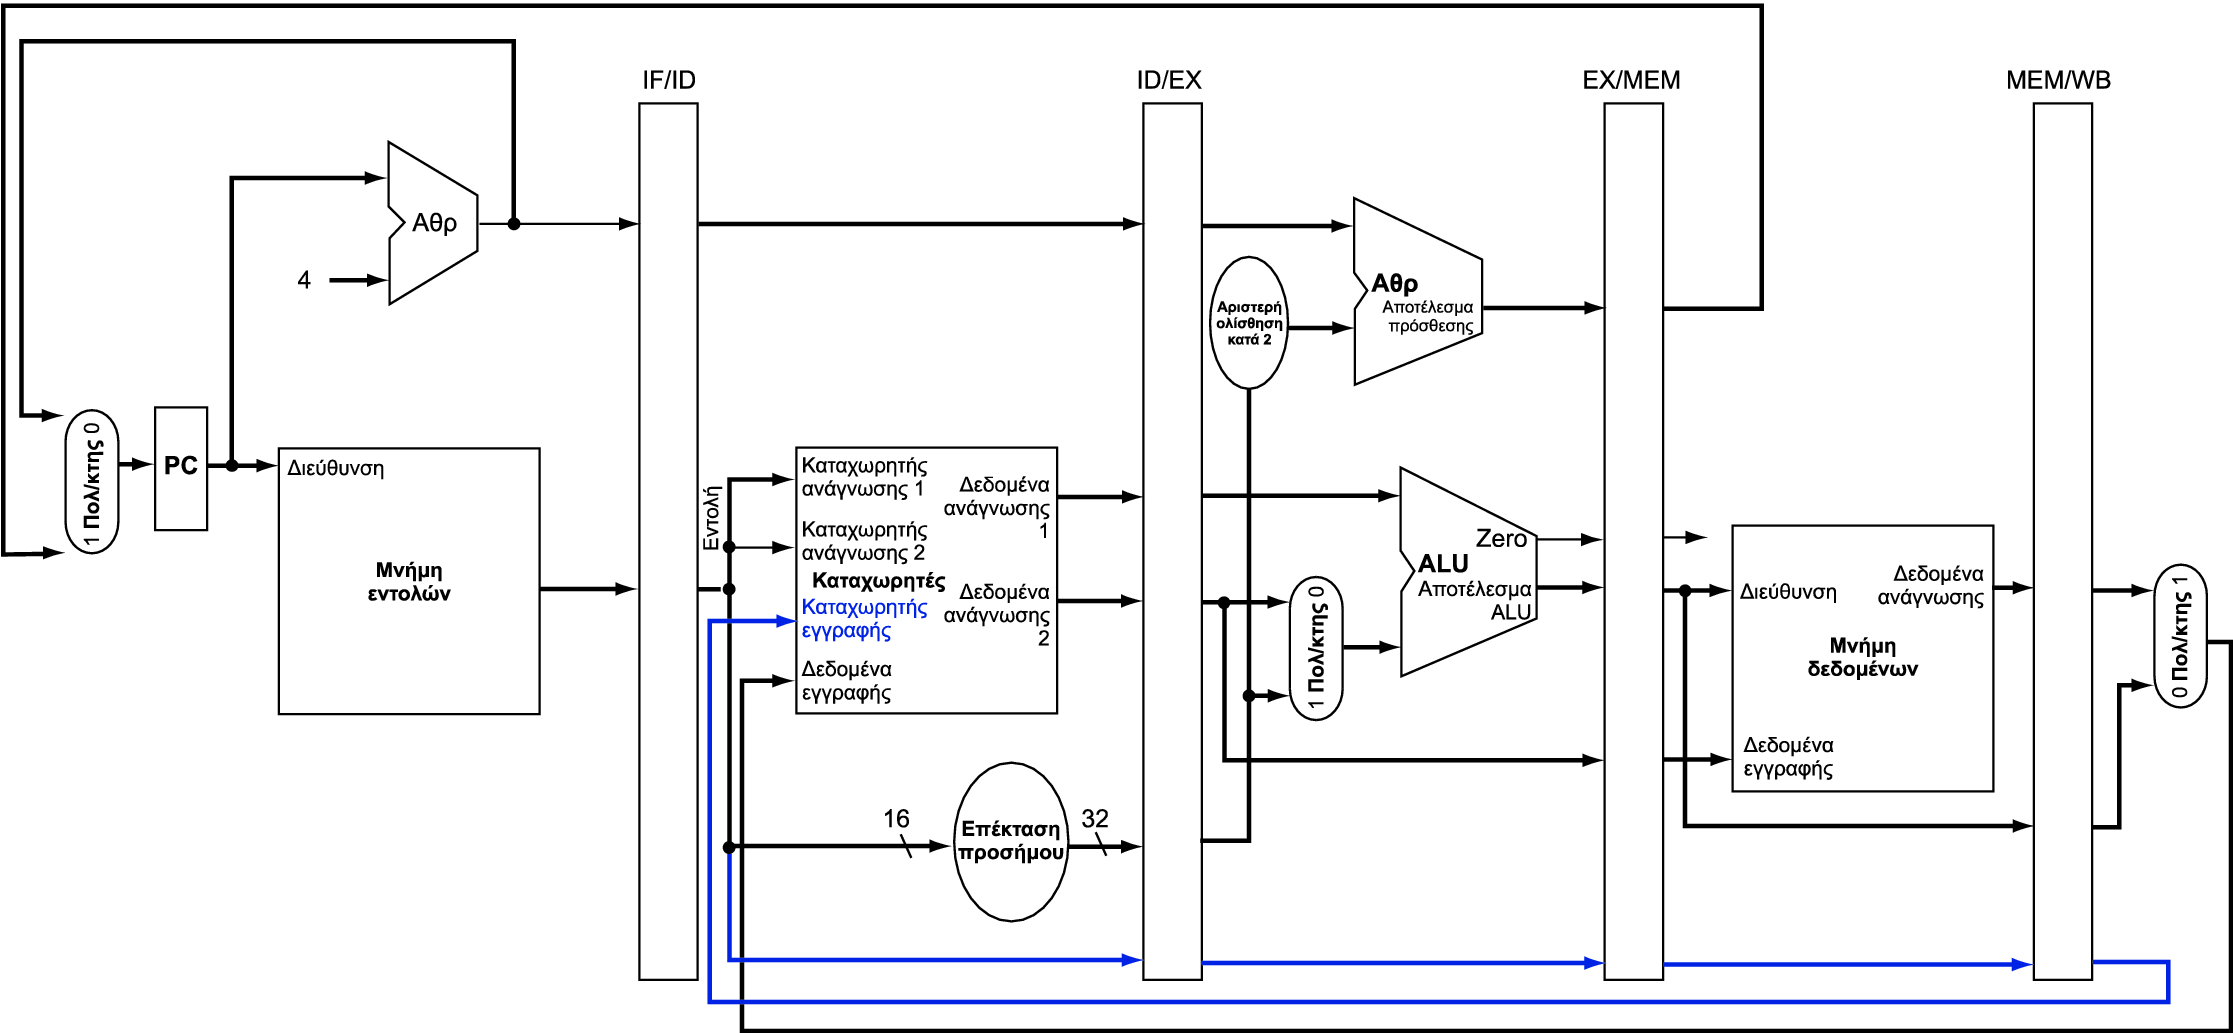 IF/ID
ID/EX
EX/MEM
MEM/WB
Αθρ
4
Αθρ
Αποτέλεσμα
πρόσθεσης
Αριστερή
ολίσθηση
κατά 2
1 Πολ/κτης 0
PC
Διεύθυνση
Μνήμη
εντολών
Εντολή
Καταχωρητής
ανάγνωσης 1
Καταχωρητής
ανάγνωσης 2
Καταχωρητές
Καταχωρητής
εγγραφής
Δεδομένα
εγγραφής
Δεδομένα
ανάγνωσης
1
Δεδομένα
ανάγνωσης
2
1 Πολ/κτης 0
Zero
ALU
Αποτέλεσμα
ALU
Διεύθυνση
Δεδομένα
ανάγνωσης
Μνήμη
δεδομένων
Δεδομένα
εγγραφής
0 Πολ/κτης 1
16
Επέκταση
προσήμου
32